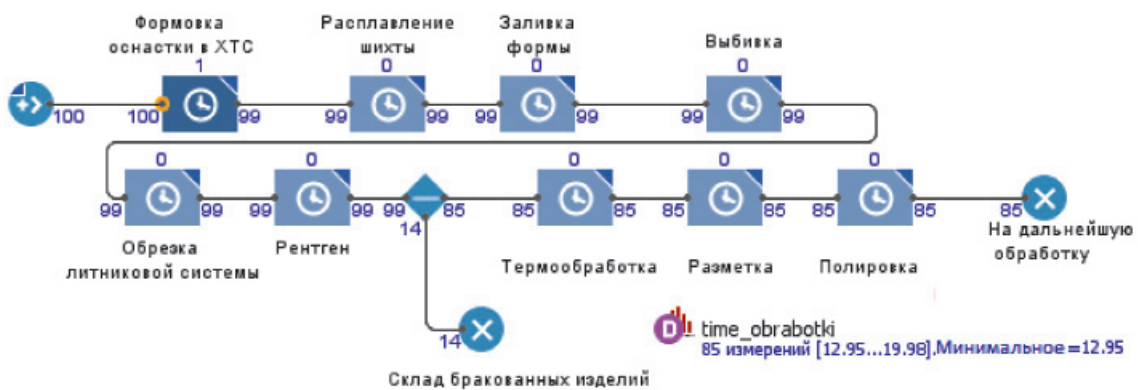 Формовка
оснастки в ХТС
Расплавление
шихты
Заливка
формы
Выбивка
1
0
0
0
100
100
99
99
99
99
99
99
99
0
0
0
0
0
99
99
99
99
99
85
85
85
85
85
85
85
85
14
Обрезка
литниковой системы
Рентген
Термообработка
Разметка
Полировка
На дальнейшую
обработку
14
Склад бракованных изделий
D
time_obrabotki
85 измерений [12.95...19.98].Минимальное=12.95